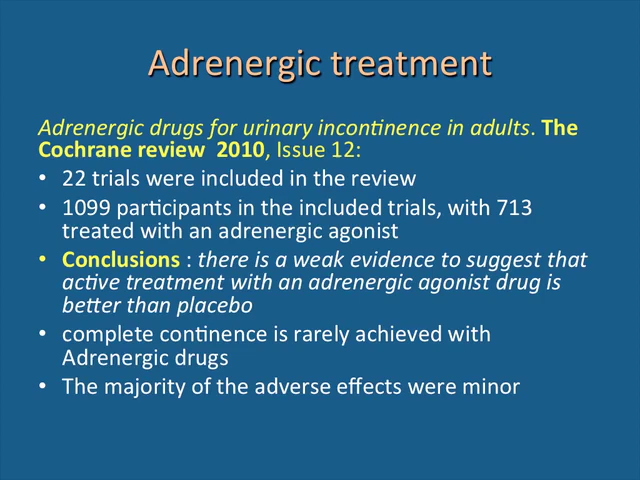 Adrenergic treatment
Adrenergic drugs for urinary incontinence in adults. The
Cochrane review 2010, Issue 12:
• 22 trials were included in the review
• 1099 participants in the included trials, with 713
treated with an adrenergic agonist
• Conclusions : there is a weak evidence to suggest that
active treatment with an adrenergic agonist drug is
better than placebo
• complete continence is rarely achieved with
Adrenergic drugs
• The majority of the adverse effects were minor